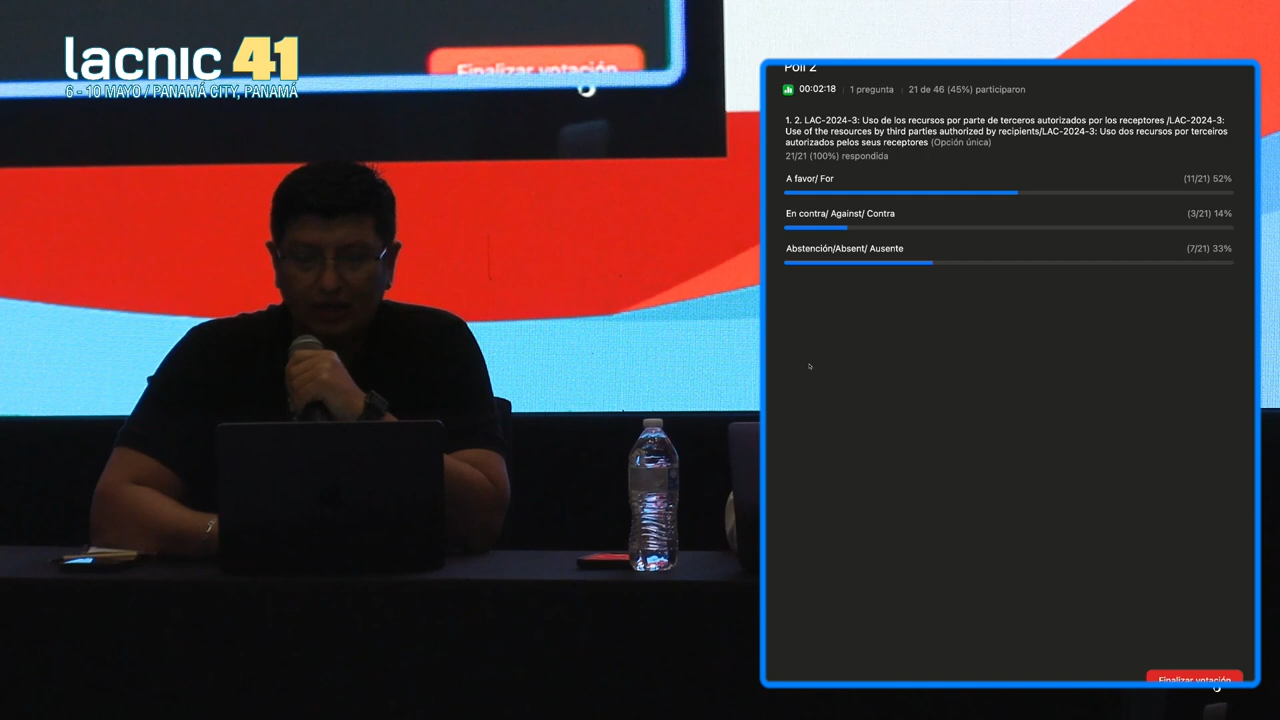 lacnic 41
6 - 10 MAYO / PANAMÁ CITY, PANAMÁ
Finalizar votación
Poll 2
00:02:18 | 1 pregunta | 21 de 46 (45%) participaron
1. 2. LAC-2024-3: Uso de los recursos por parte de terceros autorizados por los receptores /LAC-2024-3:
Use of the resources by third parties authorized by recipients/LAC-2024-3: Uso dos recursos por terceiros
autorizados pelos seus receptores (Opción única)
21/21 (100%) respondida
A favor/ For (11/21) 52%
En contra/ Against/ Contra (3/21) 14%
Abstención/Absent/ Ausente (7/21) 33%
Finalizar votación